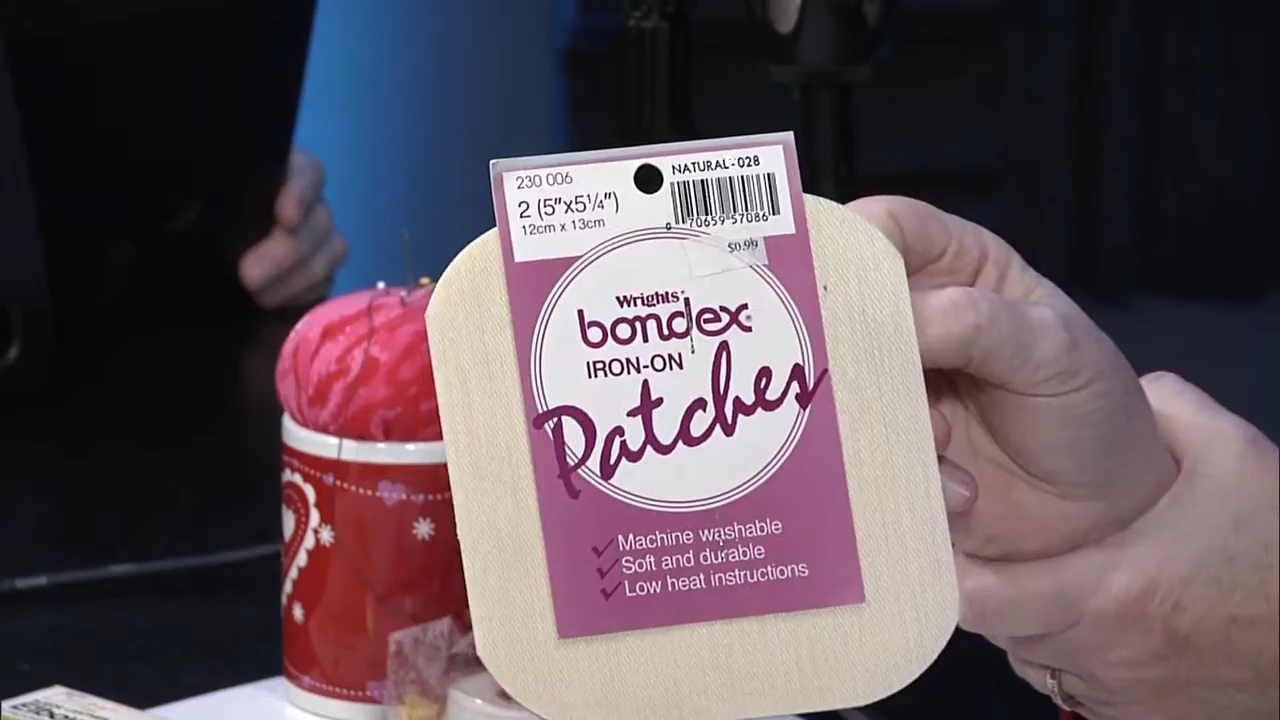 230 006
2 (5"x5¼")
12cm x 13cm
NATURAL-028
0 70659 57086
$0.99
Wrights®
bondex®
IRON-ON
Patches
Machine washable
Soft and durable
Low heat instructions